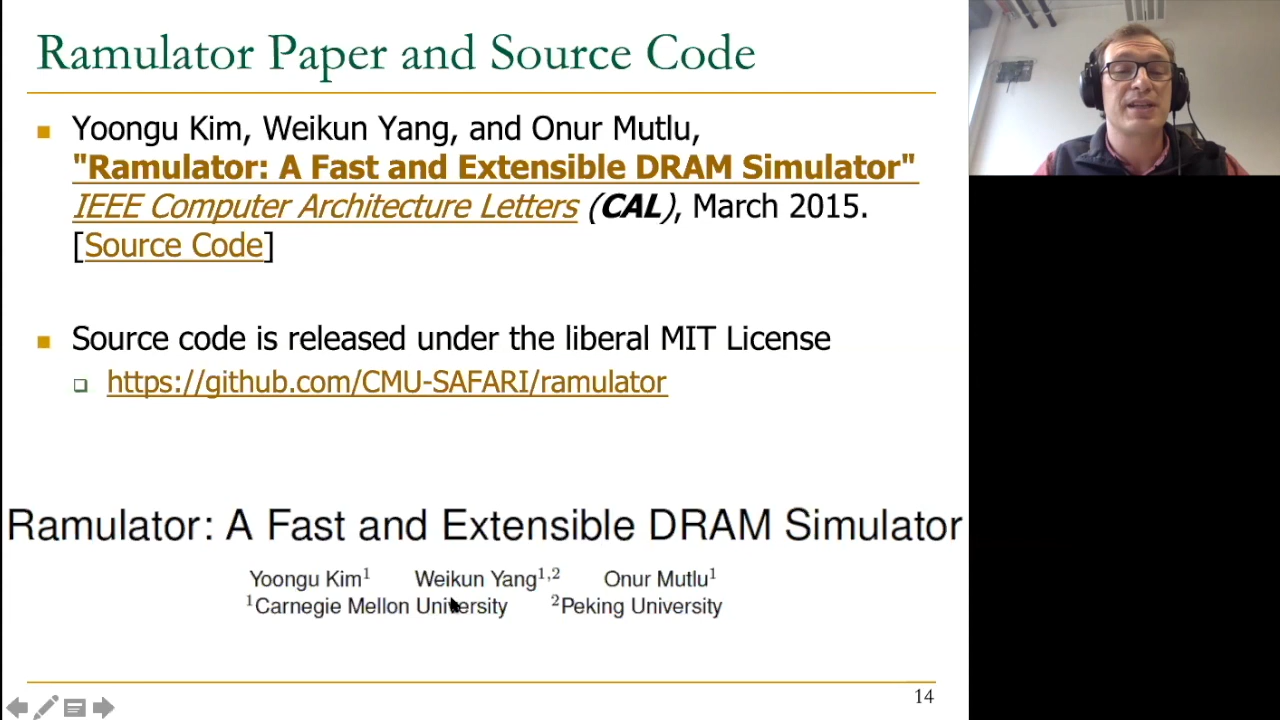 Ramulator Paper and Source Code
Yoongu Kim, Weikun Yang, and Onur Mutlu,
"Ramulator: A Fast and Extensible DRAM Simulator"
IEEE Computer Architecture Letters (CAL), March 2015.
[Source Code]
Source code is released under the liberal MIT License
https://github.com/CMU-SAFARI/ramulator
Ramulator: A Fast and Extensible DRAM Simulator
Yoongu Kim¹ Weikun Yang¹,² Onur Mutlu¹
¹Carnegie Mellon University ²Peking University
14